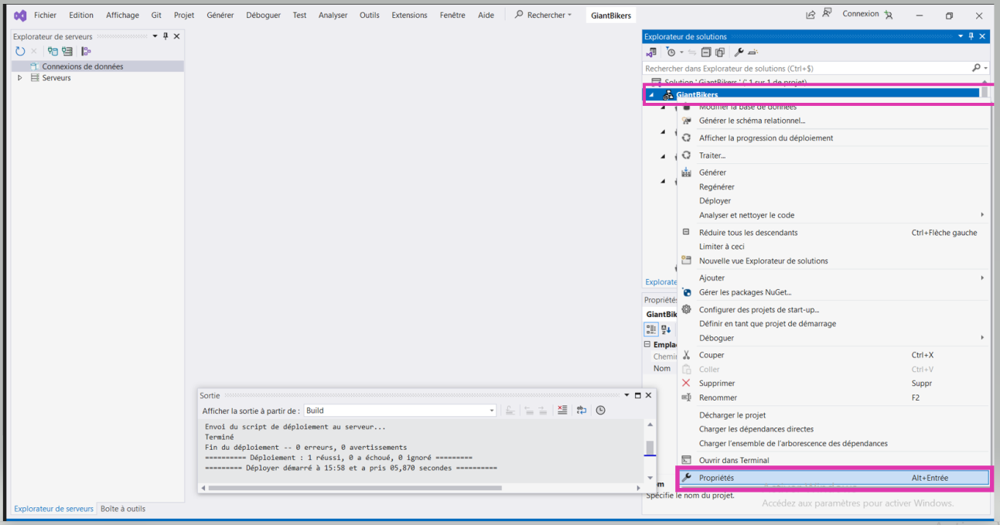 Fichier Edition Affichage Git Projet Générer Déboguer Test Analyser Outils Extensions Fenêtre Aide Rechercher GiantBikers Connexion
Explorateur de serveurs
Connexions de données
Serveurs
Explorateur de solutions
Rechercher dans Explorateur de solutions (Ctrl+$)
Solution ' GiantBikers ' (' 1 sur 1 de projet)
GiantBikers
Modifier la base de données
Générer le schéma relationnel...
Afficher la progression du déploiement
Traiter...
Générer
Regénérer
Déployer
Analyser et nettoyer le code
Réduire tous les descendants Ctrl+Flèche gauche
Limiter à ceci
Nouvelle vue Explorateur de solutions
Ajouter
Gérer les packages NuGet...
Configurer des projets de start-up...
Définir en tant que projet de démarrage
Déboguer
Couper Ctrl+X
Coller Ctrl+V
Supprimer Suppr
Renommer F2
Décharger le projet
Charger les dépendances directes
Charger l'ensemble de l'arborescence des dépendances
Ouvrir dans Terminal
Propriétés Alt+Entrée
Explorate
Propriétés
GiantBik
Empla
Chemi
Nom
Spécifie le nom du projet.
Accédez aux paramètres pour activer Windows.
Sortie
Afficher la sortie à partir de : Build
Envoi du script de déploiement au serveur...
Terminé
Fin du déploiement -- 0 erreurs, 0 avertissements
========== Déploiement : 1 réussi, 0 a échoué, 0 ignoré =========
========= Déployer démarré à 15:58 et a pris 05,870 secondes ==========
Explorateur de serveurs Boîte à outils